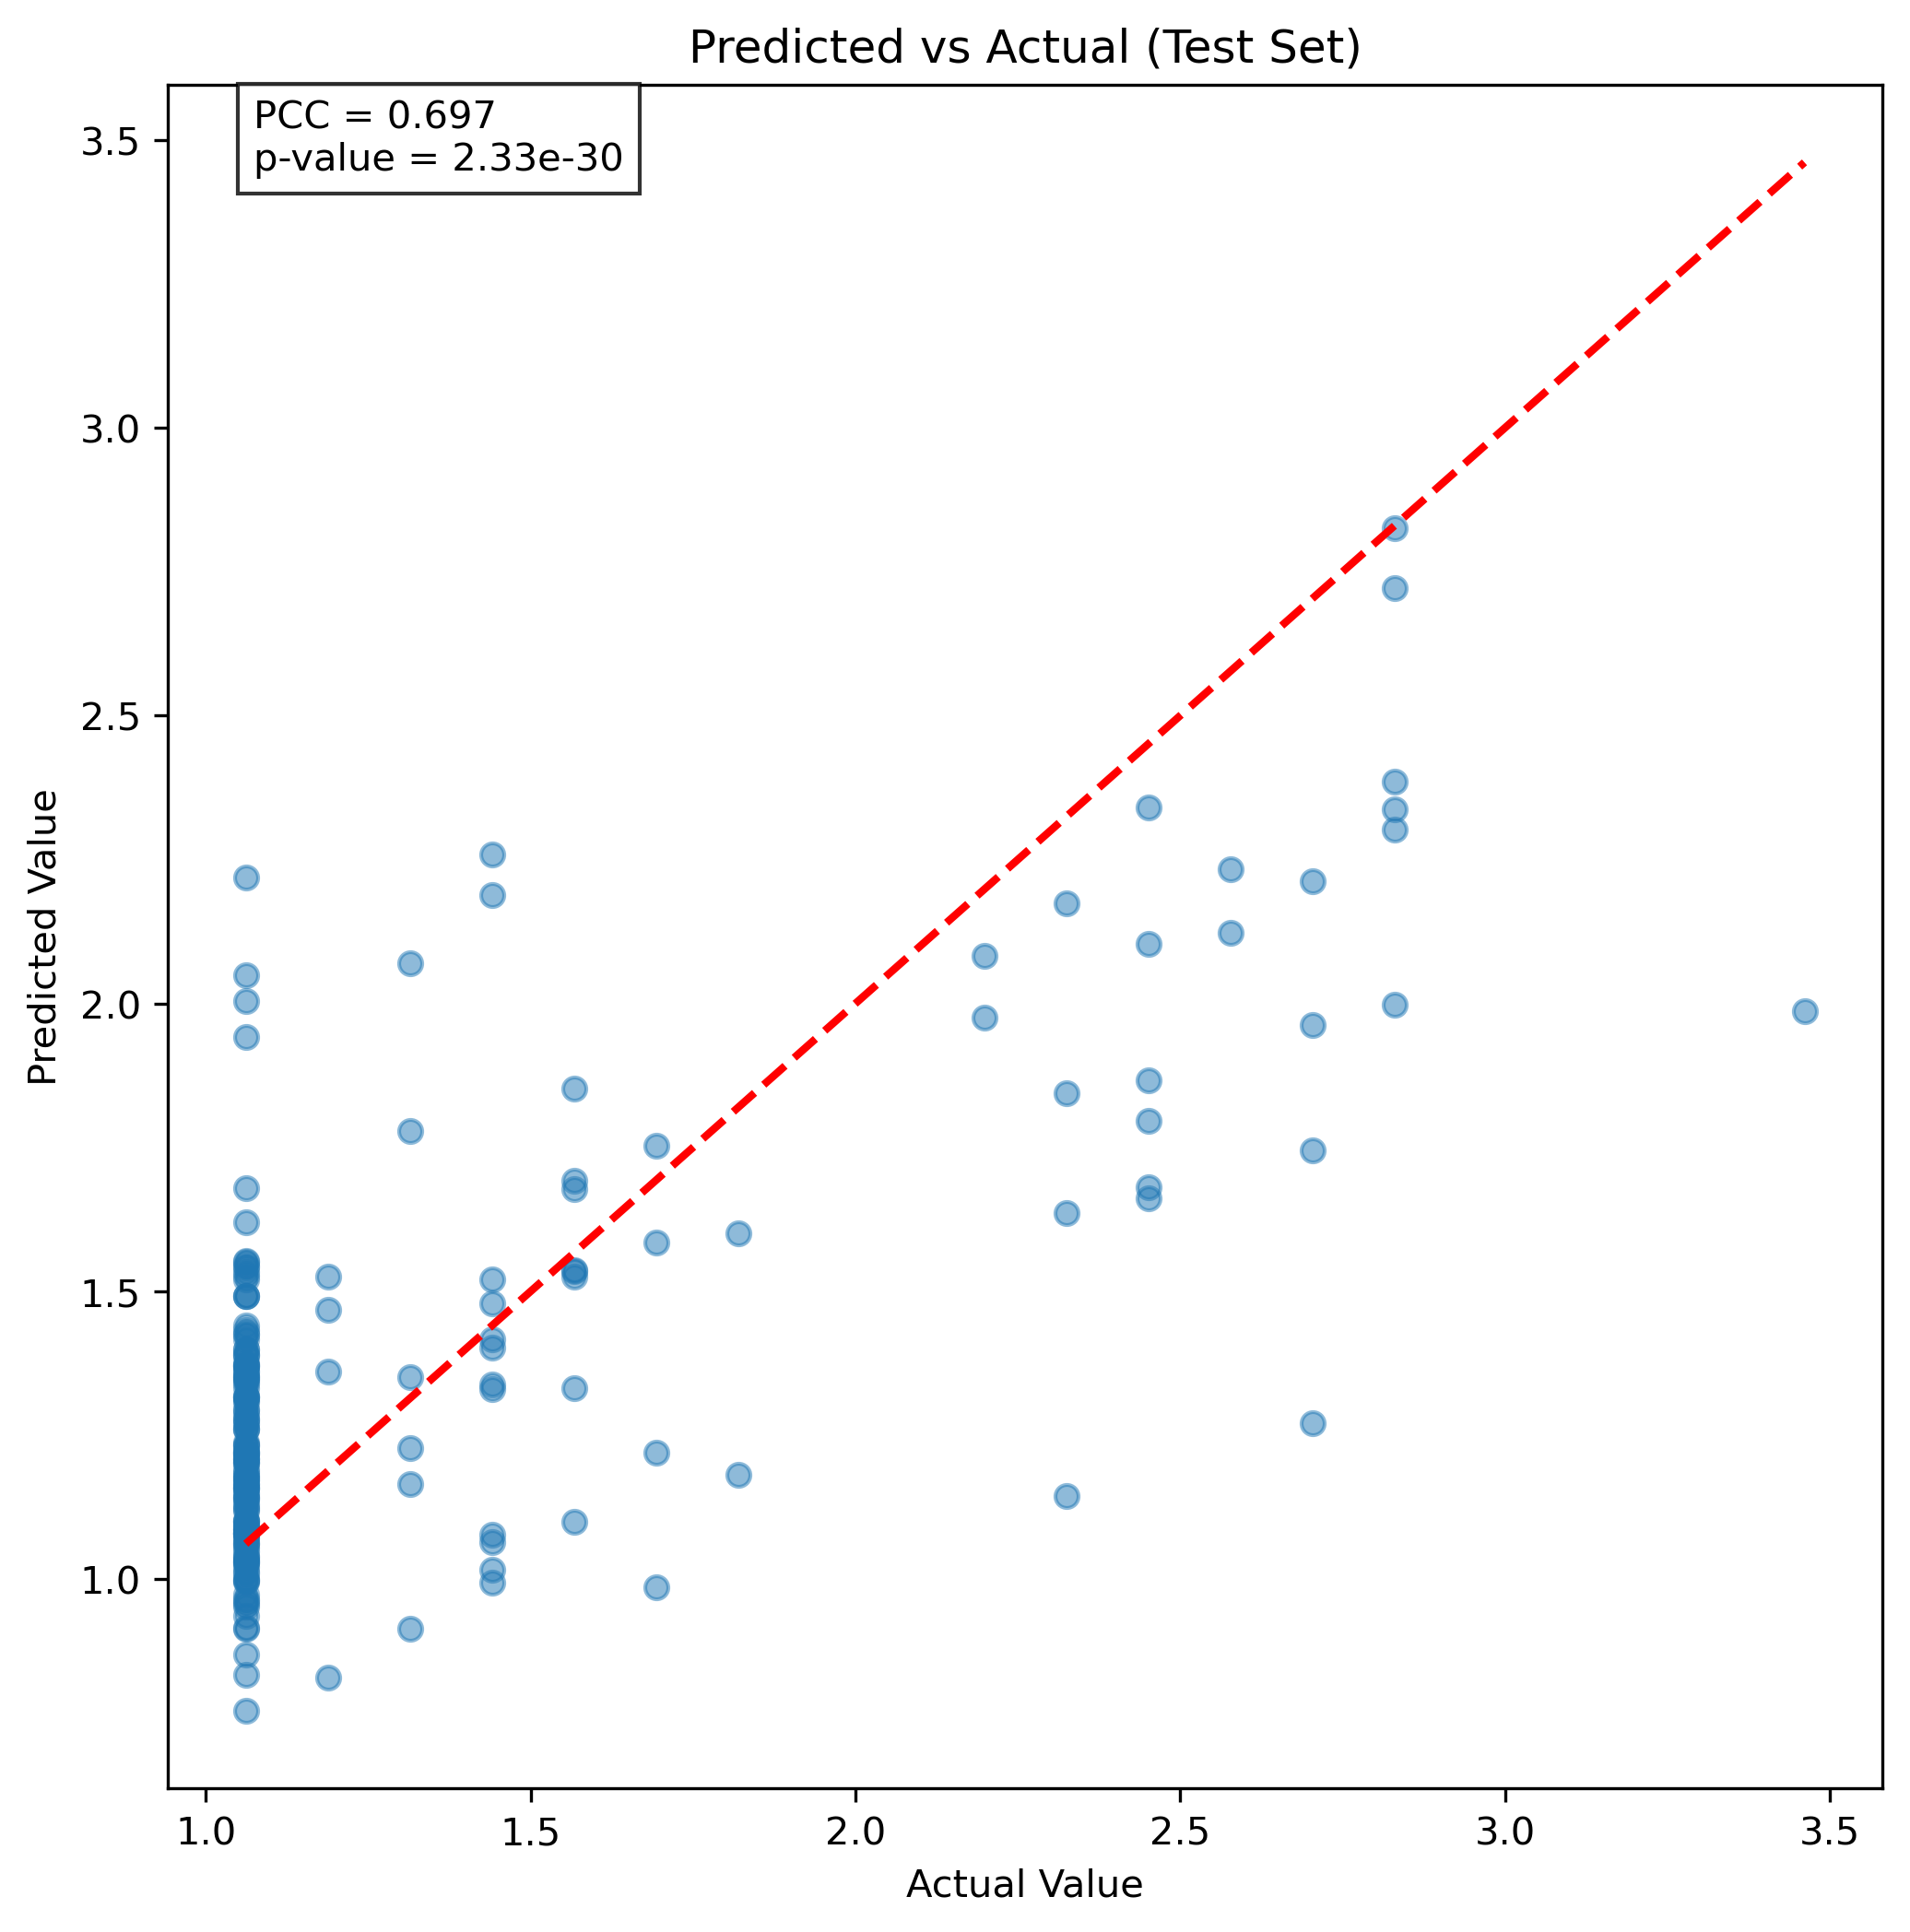 Predicted vs Actual (Test Set)
PCC = 0.697
p-value = 2.33e-30
3.5
3.0
2.5
2.0
1.5
1.0
Predicted Value
1.0 1.5 2.0 2.5 3.0 3.5
Actual Value